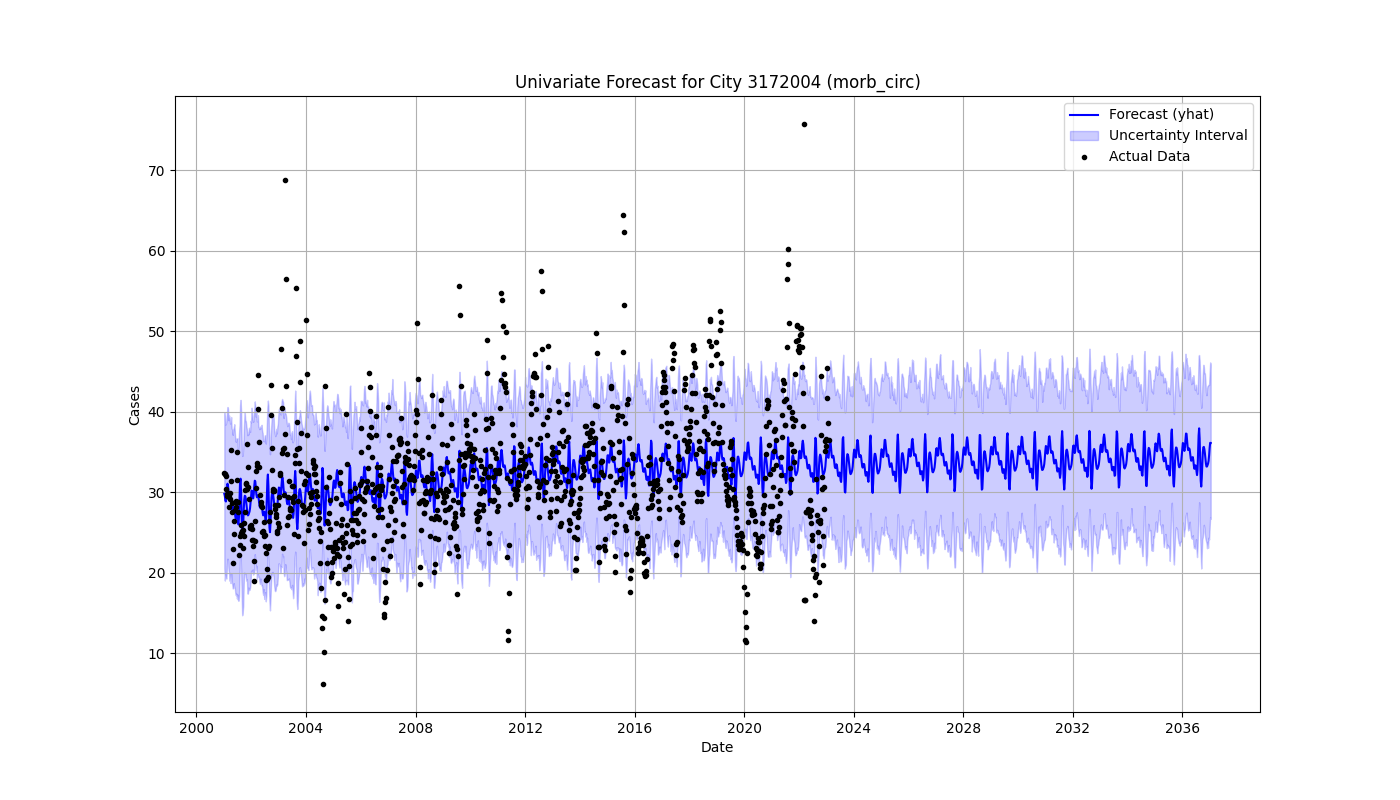 Univariate Forecast for City 3172004 (morb_circ)
Forecast (yhat)
Uncertainty Interval
Actual Data
Cases
70
60
50
40
30
20
10
2000 2004 2008 2012 2016 2020 2024 2028 2032 2036
Date